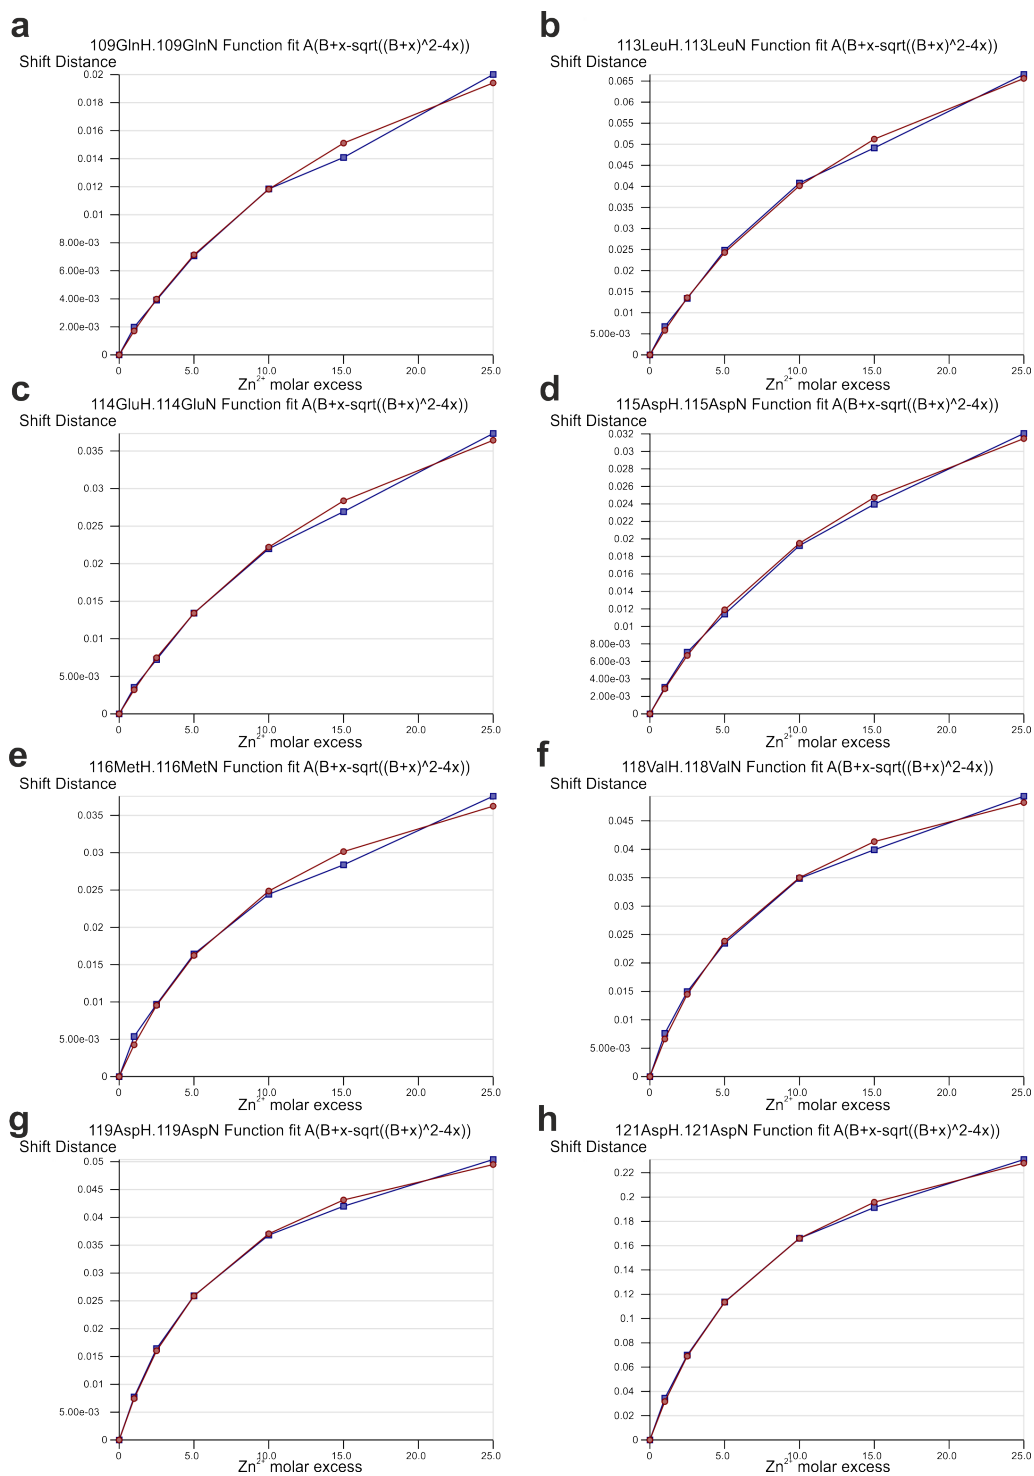 a
109GlnH.109GlnN Function fit A(B+x-sqrt((B+x)^2-4x))
Shift Distance
0.02
0.018
0.016
0.014
0.012
0.01
8.00e-03
6.00e-03
4.00e-03
2.00e-03
0
0 5.0 10.0 15.0 20.0 25.0
Zn2+ molar excess
b
113LeuH.113LeuN Function fit A(B+x-sqrt((B+x)^2-4x))
Shift Distance
0.065
0.06
0.055
0.05
0.045
0.04
0.035
0.03
0.025
0.02
0.015
0.01
5.00e-03
0
0 5.0 10.0 15.0 20.0 25.0
Zn2+ molar excess
c
114GluH.114GluN Function fit A(B+x-sqrt((B+x)^2-4x))
Shift Distance
0.035
0.03
0.025
0.02
0.015
0.01
5.00e-03
0
0 5.0 10.0 15.0 20.0 25.0
Zn2+ molar excess
d
115AspH.115AspN Function fit A(B+x-sqrt((B+x)^2-4x))
Shift Distance
0.032
0.03
0.028
0.026
0.024
0.022
0.02
0.018
0.016
0.014
0.012
0.01
8.00e-03
6.00e-03
4.00e-03
2.00e-03
0
0 5.0 10.0 15.0 20.0 25.0
Zn2+ molar excess
e
116MetH.116MetN Function fit A(B+x-sqrt((B+x)^2-4x))
Shift Distance
0.035
0.03
0.025
0.02
0.015
0.01
5.00e-03
0
0 5.0 10.0 15.0 20.0 25.0
Zn2+ molar excess
f
118ValH.118ValN Function fit A(B+x-sqrt((B+x)^2-4x))
Shift Distance
0.045
0.04
0.035
0.03
0.025
0.02
0.015
0.01
5.00e-03
0
0 5.0 10.0 15.0 20.0 25.0
Zn2+ molar excess
g
119AspH.119AspN Function fit A(B+x-sqrt((B+x)^2-4x))
Shift Distance
0.05
0.045
0.04
0.035
0.03
0.025
0.02
0.015
0.01
5.00e-03
0
0 5.0 10.0 15.0 20.0 25.0
Zn2+ molar excess
h
121AspH.121AspN Function fit A(B+x-sqrt((B+x)^2-4x))
Shift Distance
0.22
0.2
0.18
0.16
0.14
0.12
0.1
0.08
0.06
0.04
0.02
0
0 5.0 10.0 15.0 20.0 25.0
Zn2+ molar excess